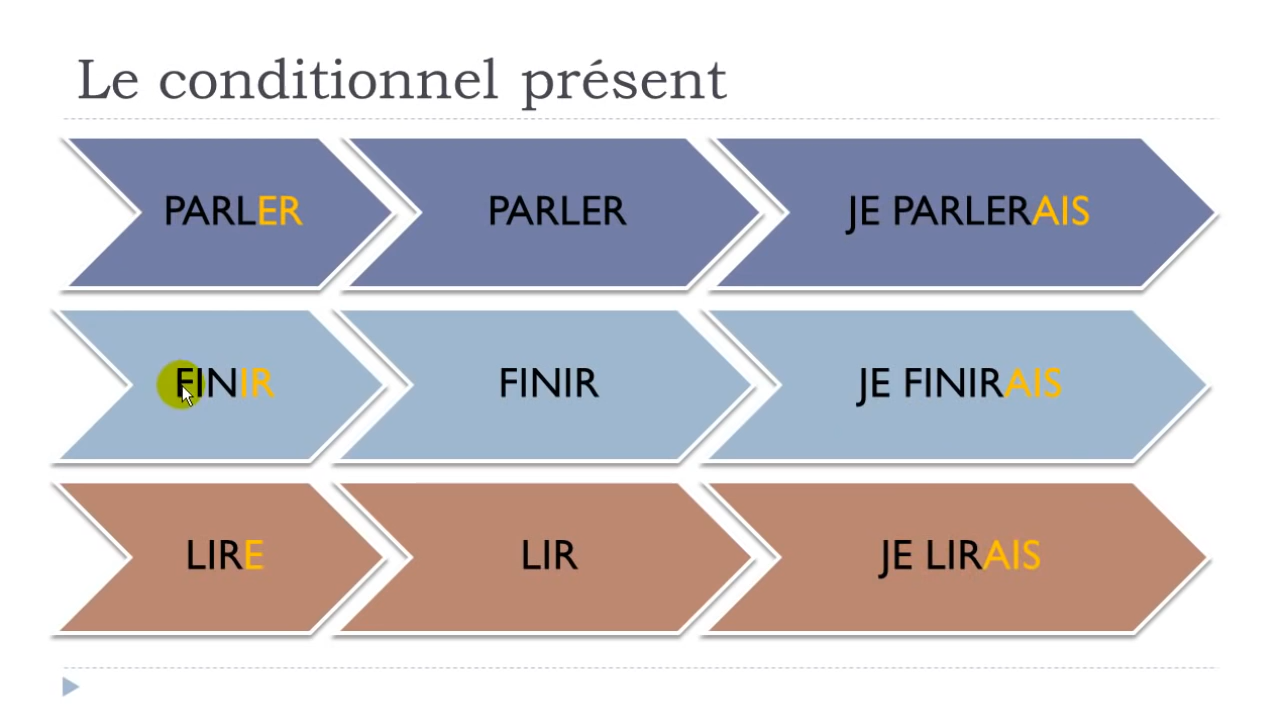 Le conditionnel présent
PARLER PARLER JE PARLERAIS
FINIR FINIR JE FINIRAIS
LIRE LIR JE LIRAIS